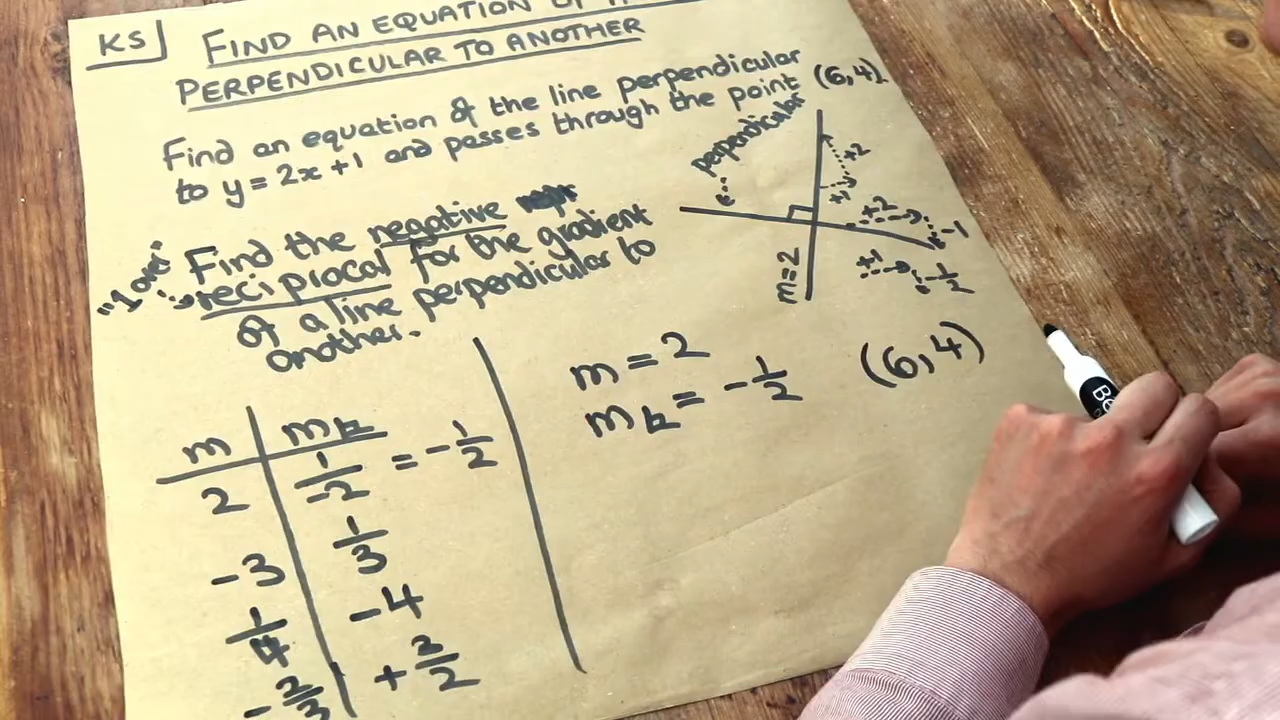 KS
FIND AN EQUATION OF
PERPENDICULAR TO ANOTHER
Find an equation of the line perpendicular
to y = 2x + 1 and passes through the point (6,4).
"1 over"
Find the negative
reciprocal for the gradient
of a line perpendicular to
another.
perpendicular
+2
+1
+2
-1
+1
-1/2
m=2
m = 2
m⊥ = -1/2
(6,4)
m m⊥
2 1/-2 = -1/2
-3 1/3
1/4 -4
-2/3 +3/2
Be